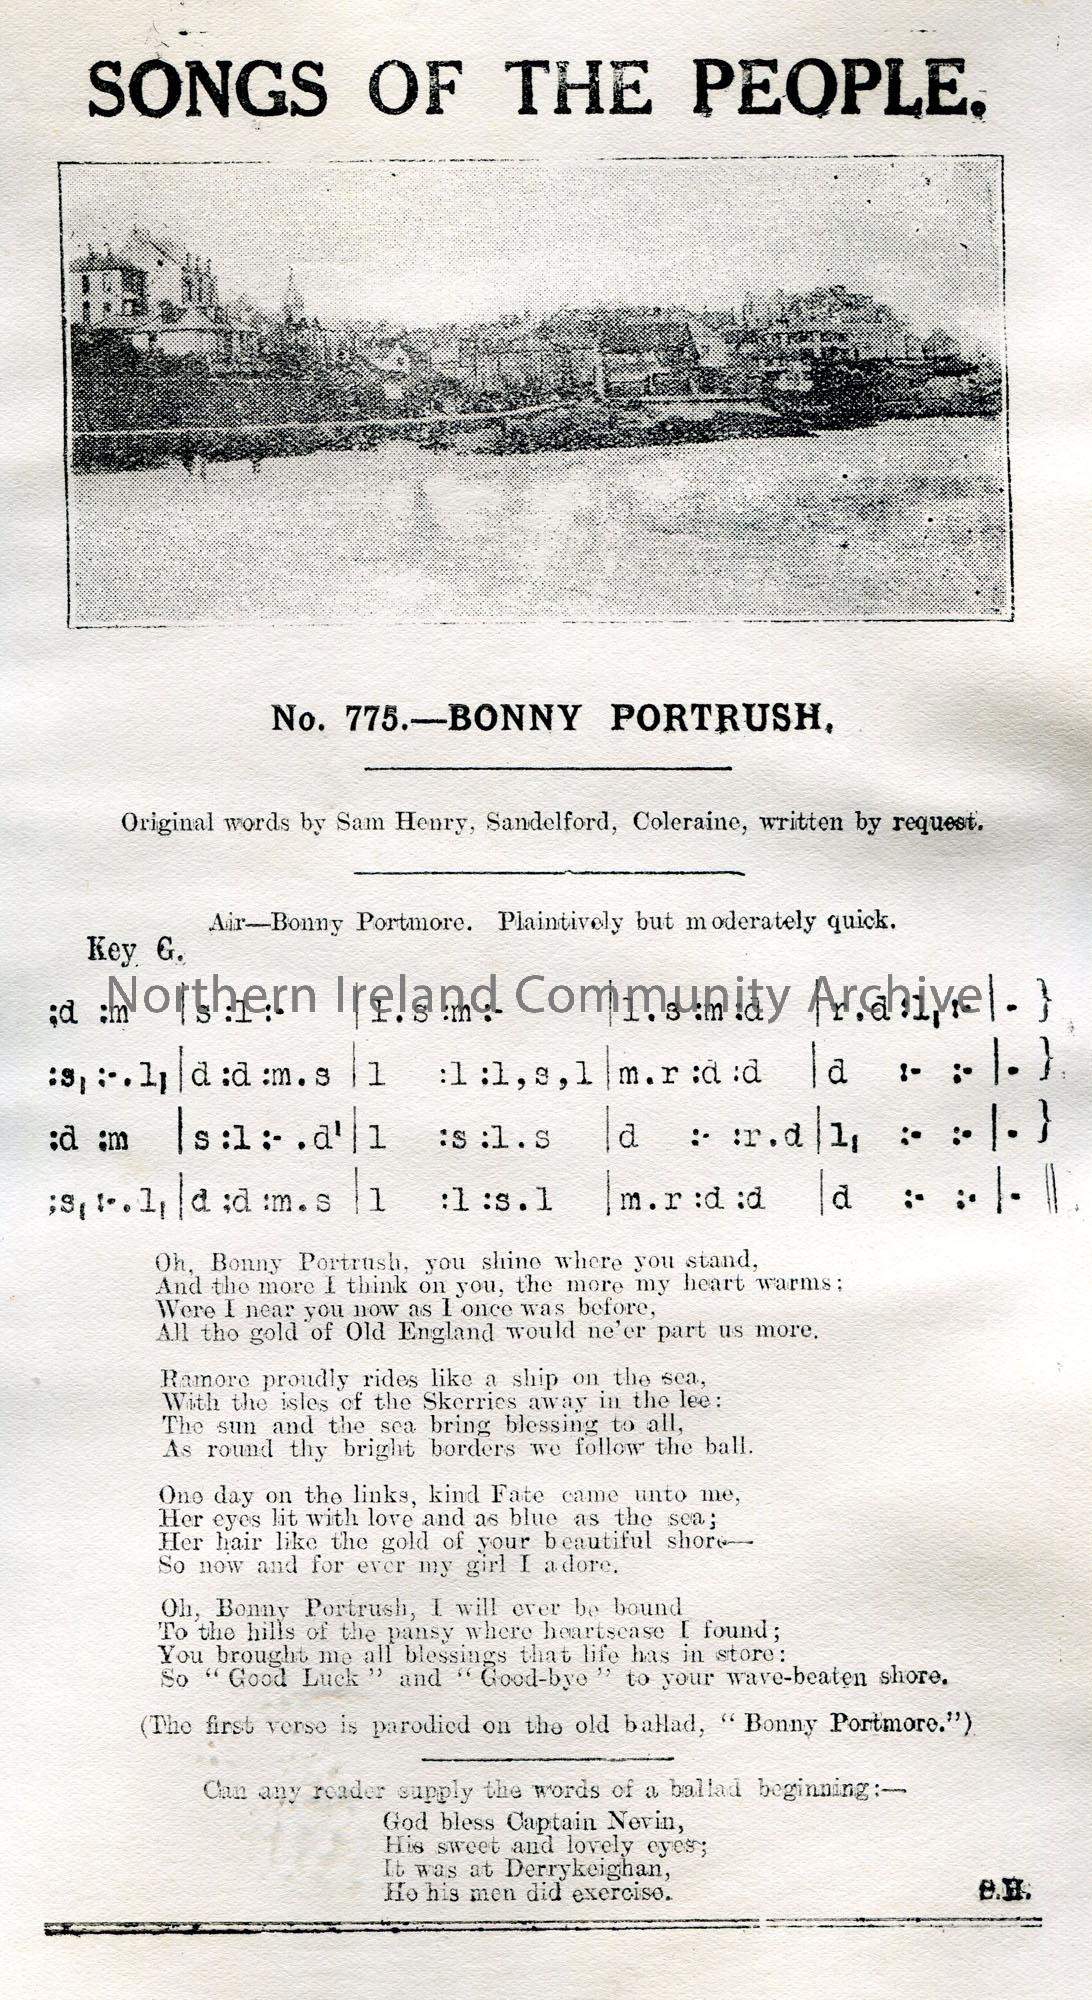 SONGS OF THE PEOPLE.
No. 775.—BONNY PORTRUSH.
Original words by Sam Henry, Sandelford, Coleraine, written by request.
Air—Bonny Portmore. Plaintively but moderately quick.
Key G.
Northern Ireland Community Archive
:d :m |s :l :- |l.s :m :- |l.s :m :d |r.d :l, :- |- }
:s, :-.l, |d :d :m.s |l :l :l,s,l |m.r :d :d |d :- :- |- }
:d :m |s :l :-.d' |l :s :l.s |d :- :r.d |l, :- :- |- }
:s, :-.l, |d :d :m.s |l :l :s.l |m.r :d :d |d :- :- |- ||
Oh, Bonny Portrush, you shine where you stand,
And the more I think on you, the more my heart warms;
Were I near you now as I once was before,
All the gold of Old England would ne'er part us more.
Ramore proudly rides like a ship on the sea,
With the isles of the Skerries away in the lee:
The sun and the sea bring blessing to all,
As round thy bright borders we follow the ball.
One day on the links, kind Fate came unto me,
Her eyes lit with love and as blue as the sea;
Her hair like the gold of your beautiful shore—
So now and for ever my girl I adore.
Oh, Bonny Portrush, I will ever be bound
To the hills of the pansy where heartsease I found;
You brought me all blessings that life has in store:
So "Good Luck" and "Good-bye" to your wave-beaten shore.
(The first verse is parodied on the old ballad, "Bonny Portmore.")
Can any reader supply the words of a ballad beginning:—
God bless Captain Nevin,
His sweet and lovely eyes;
It was at Derrykeighan,
He his men did exercise.
S.H.